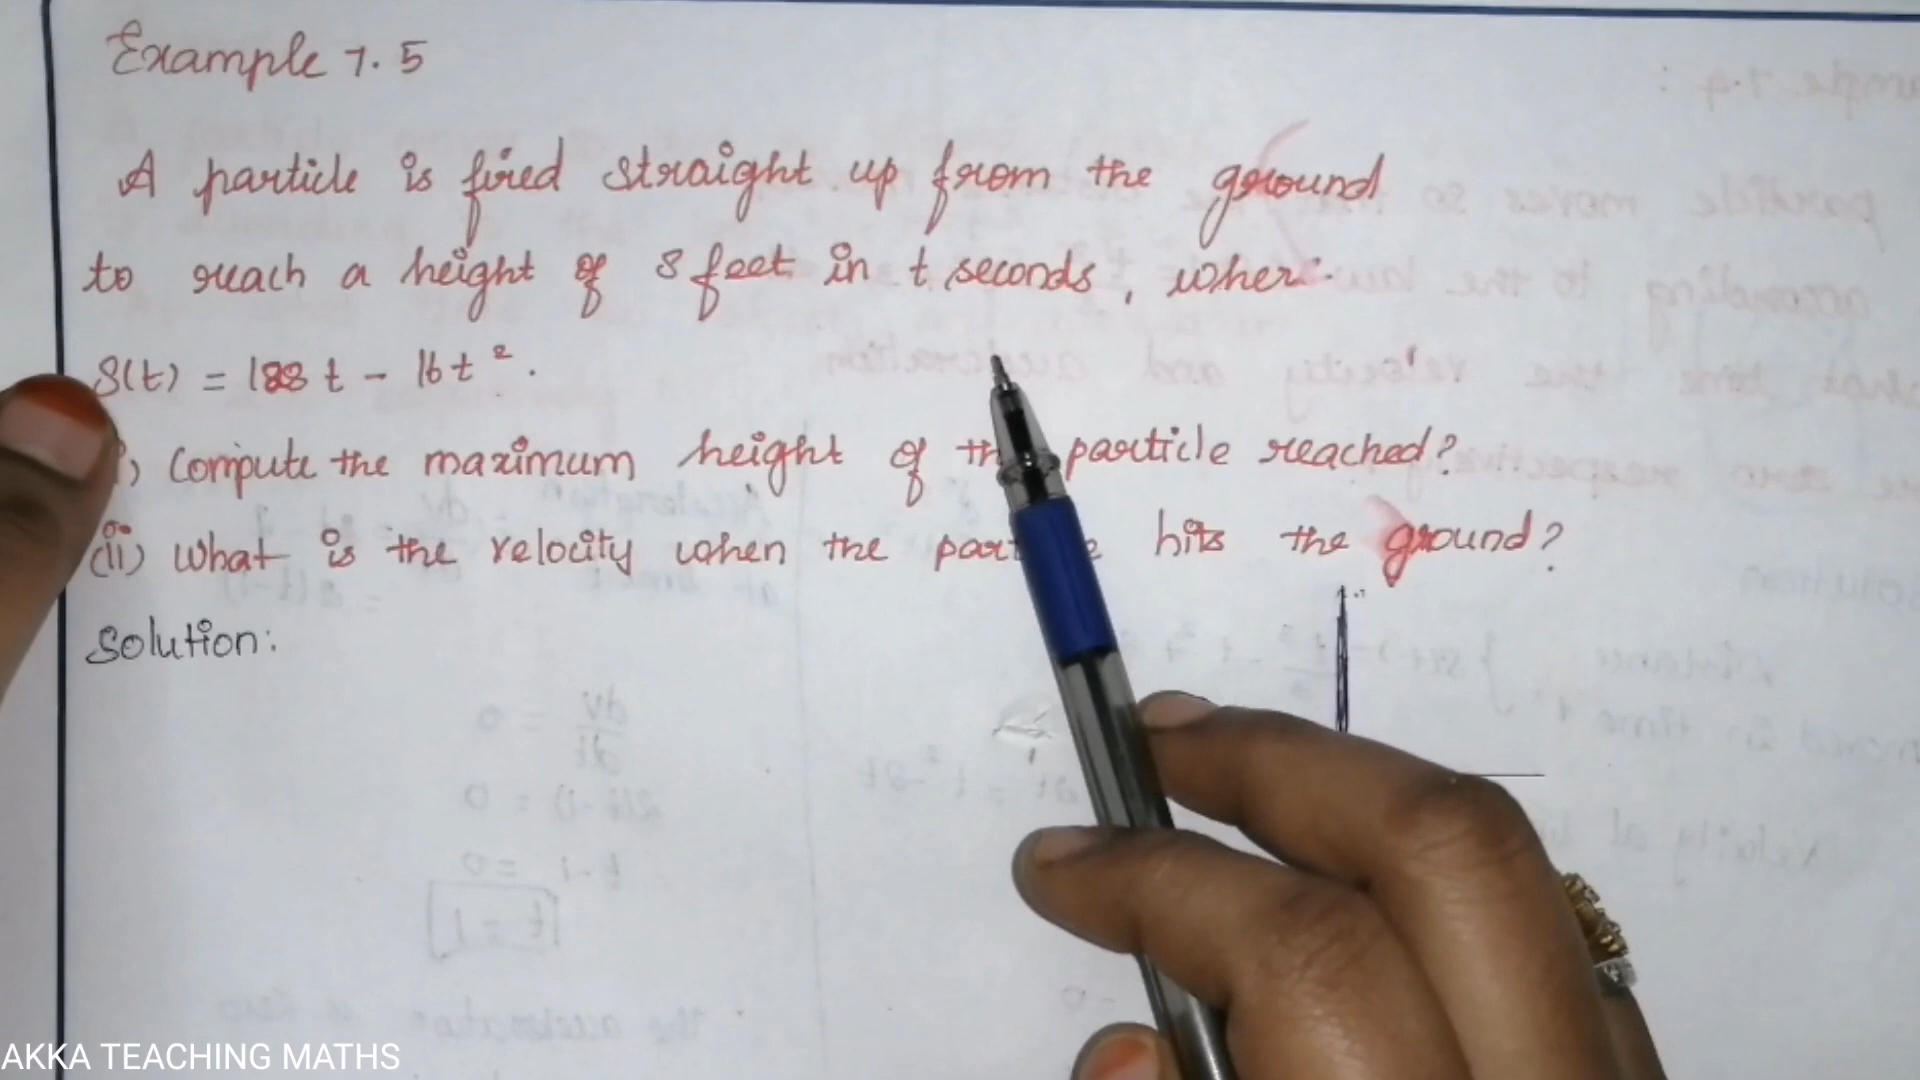 Example 7.5
A particle is fired straight up from the ground
to reach a height of s feet in t seconds, where
S(t) = 128 t - 16t².
(i) Compute the maximum height of the particle reached?
(ii) What is the velocity when the particle hits the ground?
Solution:
AKKA TEACHING MATHS